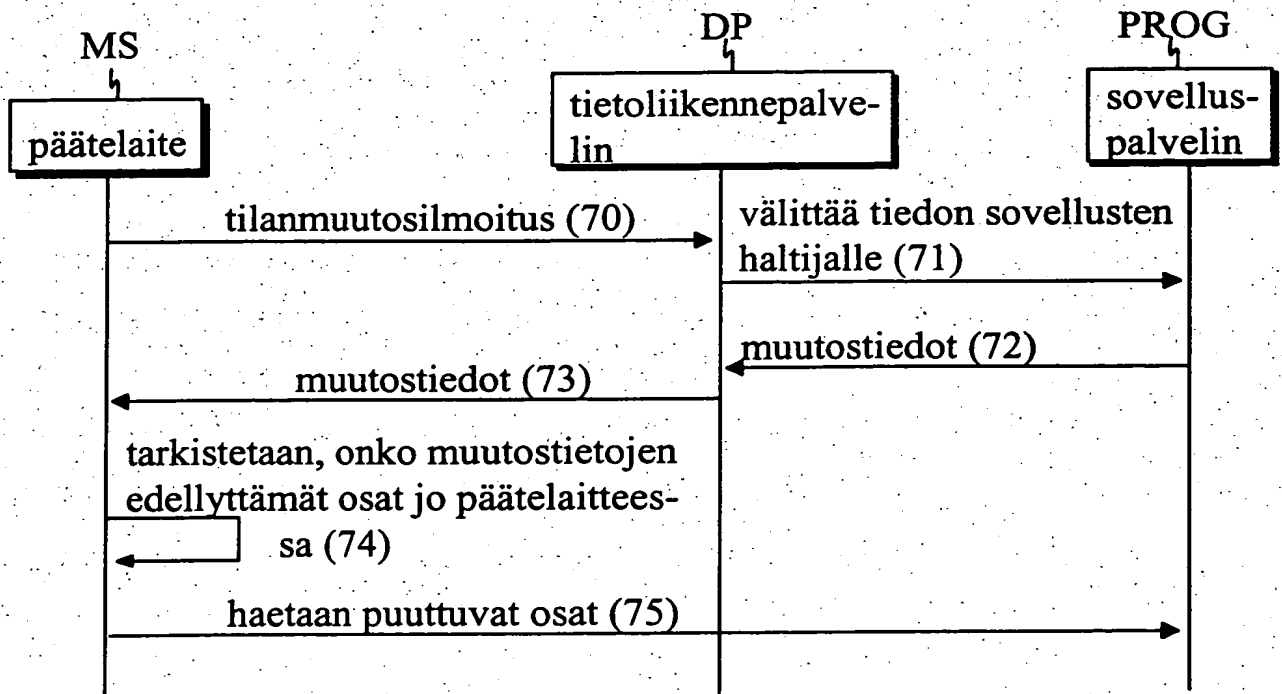 MS
DP
PROG
päätelaite
tietoliikennepalve-
lin
sovellus-
palvelin
tilanmuutosilmoitus (70)
välittää tiedon sovellusten
haltijalle (71)
muutostiedot (72)
muutostiedot (73)
tarkistetaan, onko muutostietojen
edellyttämät osat jo päätelaittees-
sa (74)
haetaan puuttuvat osat (75)